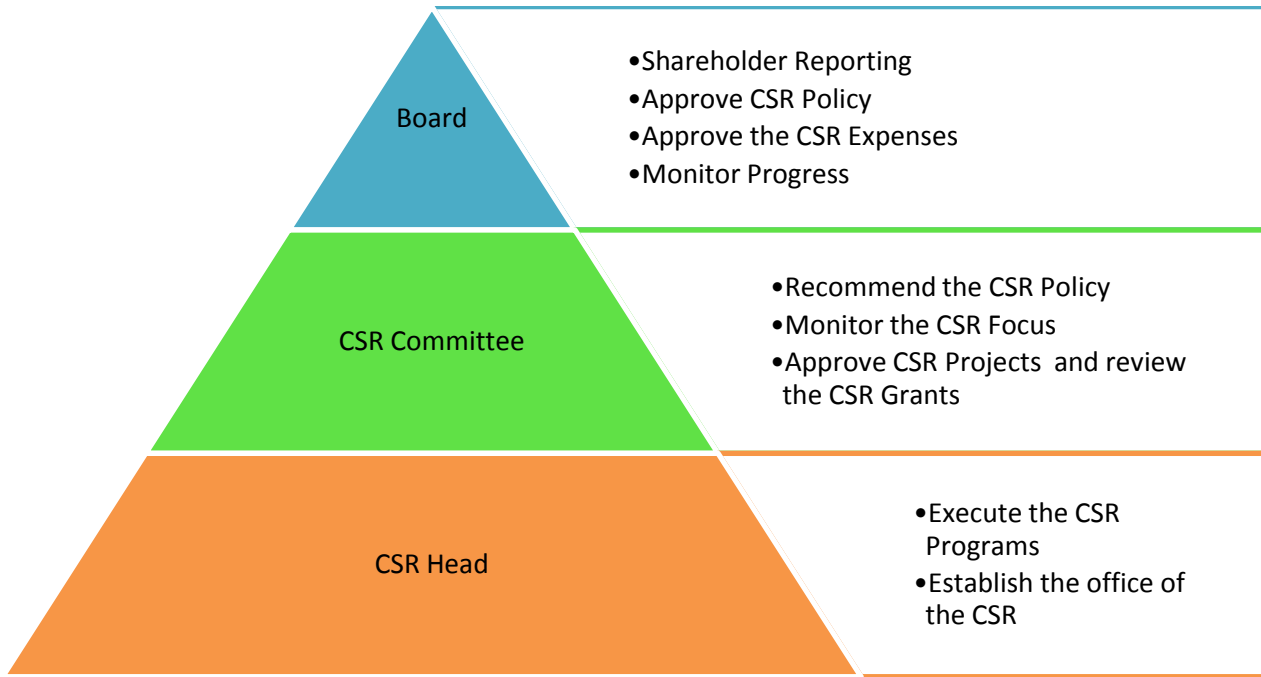 Board
•Shareholder Reporting
•Approve CSR Policy
•Approve the CSR Expenses
•Monitor Progress
CSR Committee
•Recommend the CSR Policy
•Monitor the CSR Focus
•Approve CSR Projects  and review
the CSR Grants
CSR Head
•Execute the CSR
Programs
•Establish the office of
the CSR